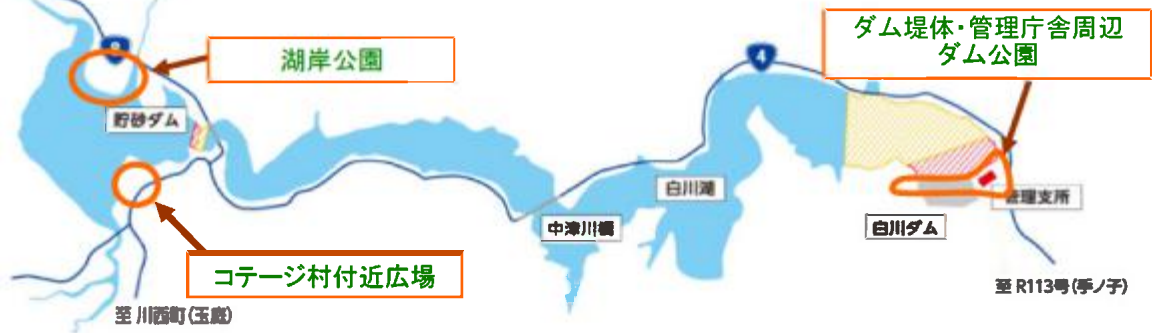 ダム堤体・管理庁舎周辺
ダム公園
湖岸公園
4
貯砂ダム
白川湖
管理支所
中津川橋
白川ダム
コテージ村付近広場
至 R113号(手ノ子)
至 川西町(玉庭)